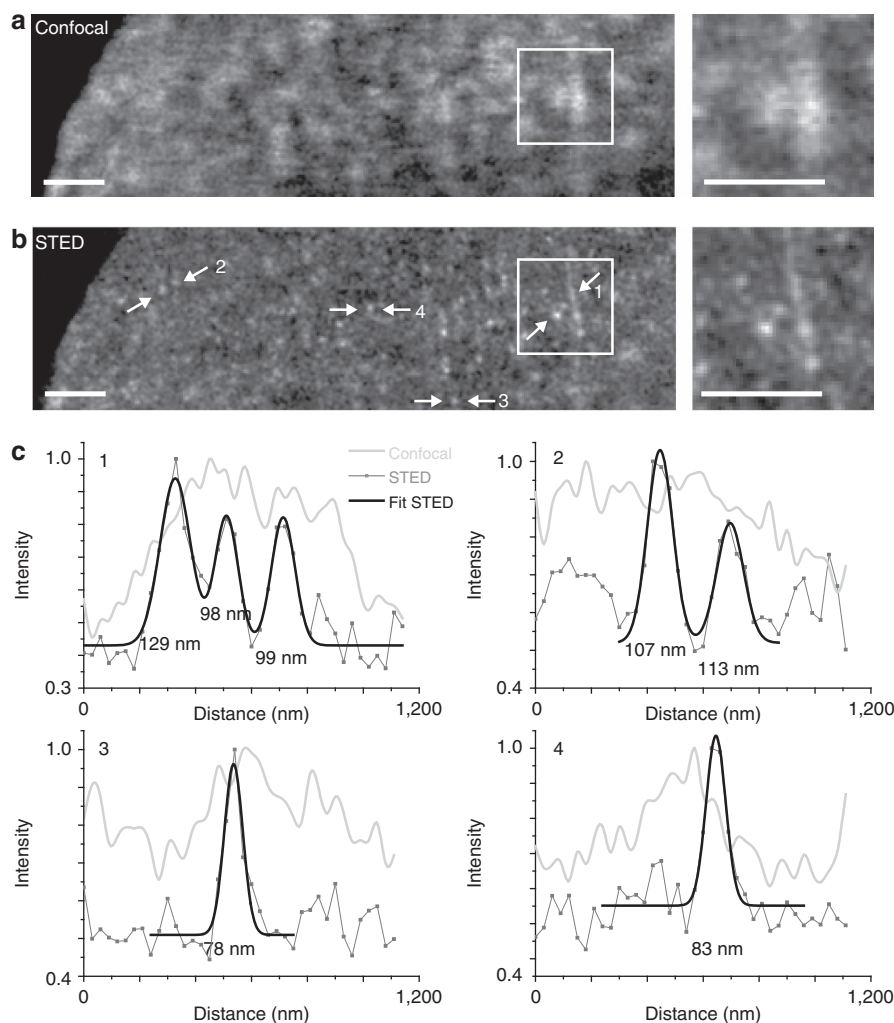 a
Confocal
b
STED
2
4
1
3
c
1
1.0
0.3
Intensity
129 nm
98 nm
99 nm
Confocal
STED
Fit STED
0
Distance (nm)
1,200
2
1.0
0.4
Intensity
107 nm
113 nm
0
Distance (nm)
1,200
3
1.0
0.4
Intensity
78 nm
0
Distance (nm)
1,200
4
1.0
0.4
Intensity
83 nm
0
Distance (nm)
1,200